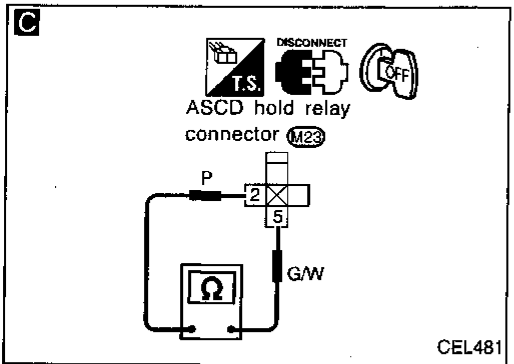 C
T.S.
DISCONNECT
OFF
ASCD hold relay
connector M23
P
2
5
G/W
Ω
CEL481